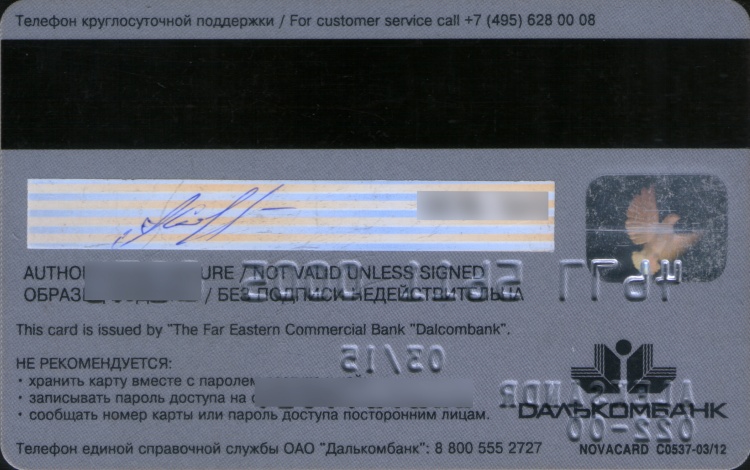 Телефон круглосуточной поддержки / For customer service call +7 (495) 628 00 08
/ NOT VALID UNLESS SIGNED
/ БЕЗ ПОДПИСИ НЕДЕЙСТВИТЕЛЬНА
This card is issued by "The Far Eastern Commercial Bank "Dalcombank".
05/15
НЕ РЕКОМЕНДУЕТСЯ:
• хранить карту вместе с паролем
• записывать пароль доступа на
• сообщать номер карты или пароль доступа посторонним лицам.
ДАЛЬКОМБАНК
Телефон единой справочной службы ОАО "Далькомбанк": 8 800 555 2727
NOVACARD C0537-03/12